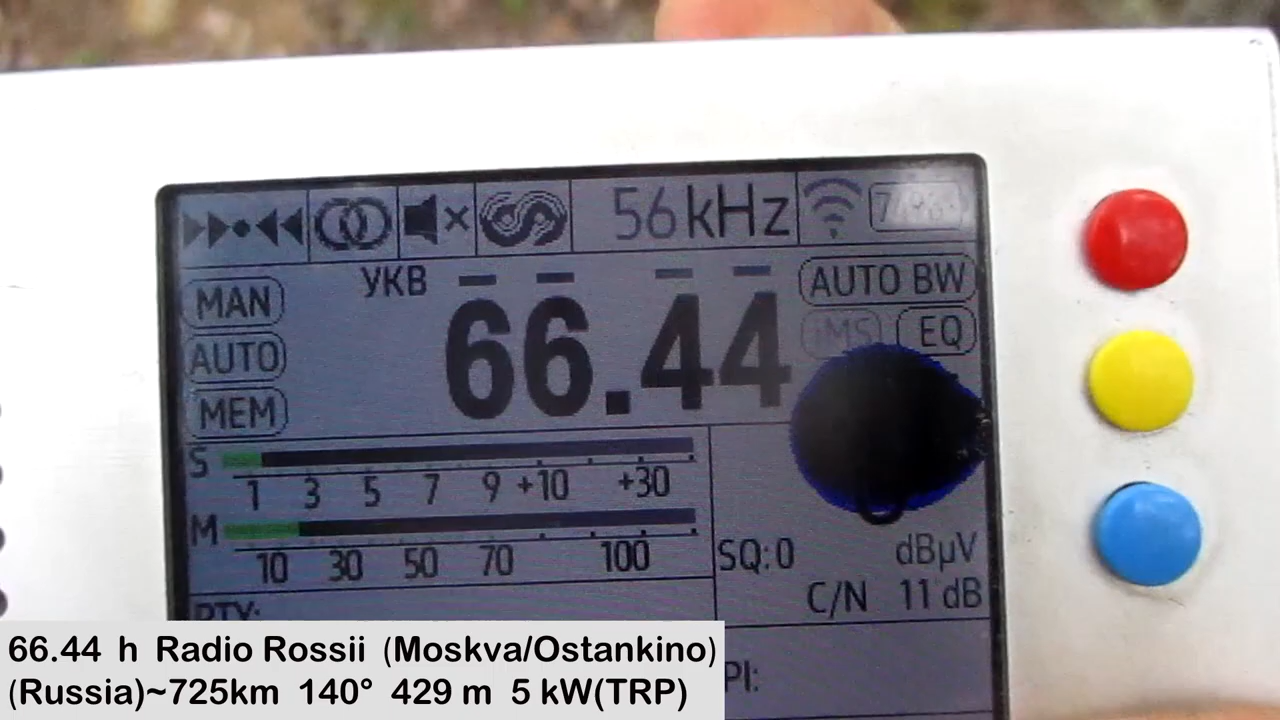 56kHz
УКВ
66.44
AUTO BW
MAN
iMS
EQ
AUTO
MEM
S
1 3 5 7 9 +10 +30
M
10 30 50 70 100
SQ:0 dBµV
C/N 11 dB
PTY:
PI:
66.44 h Radio Rossii (Moskva/Ostankino)
(Russia)~725km 140° 429 m 5 kW(TRP)